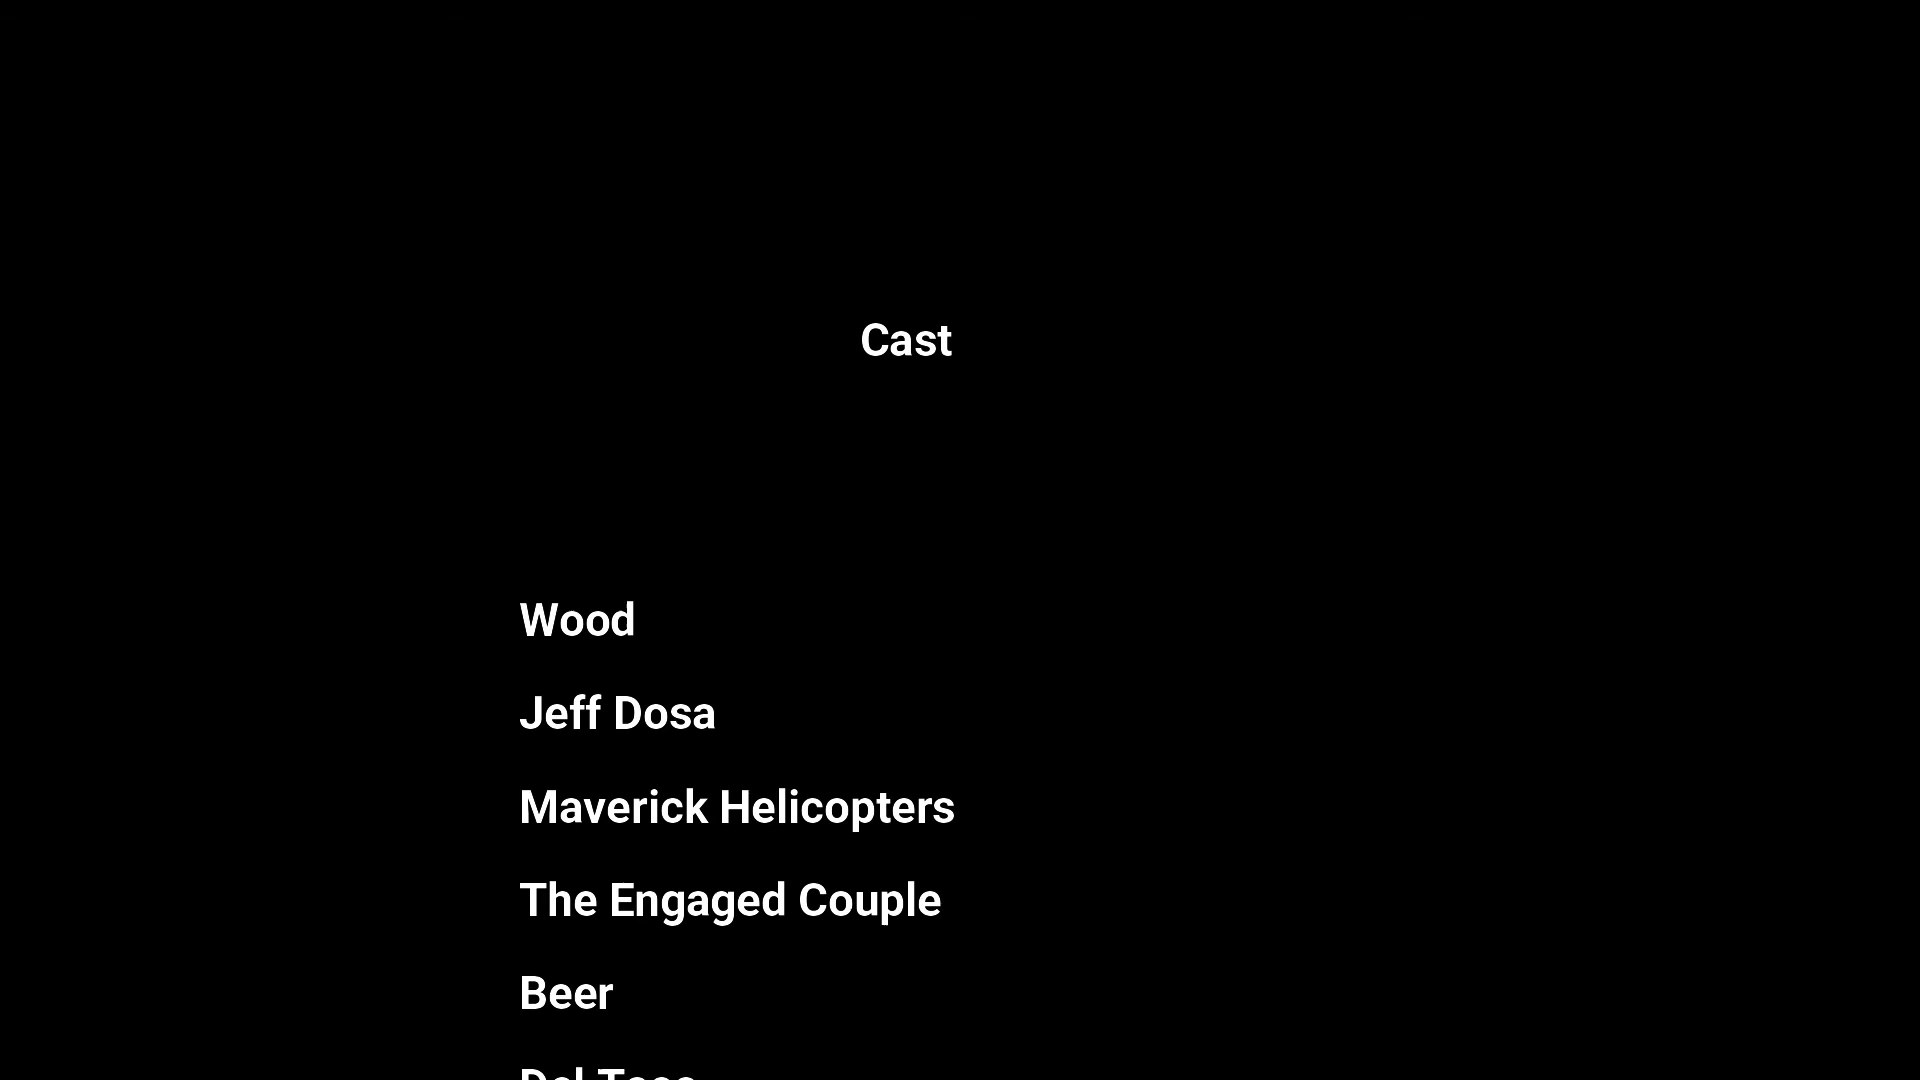 Cast
Wood
Jeff Dosa
Maverick Helicopters
The Engaged Couple
Beer